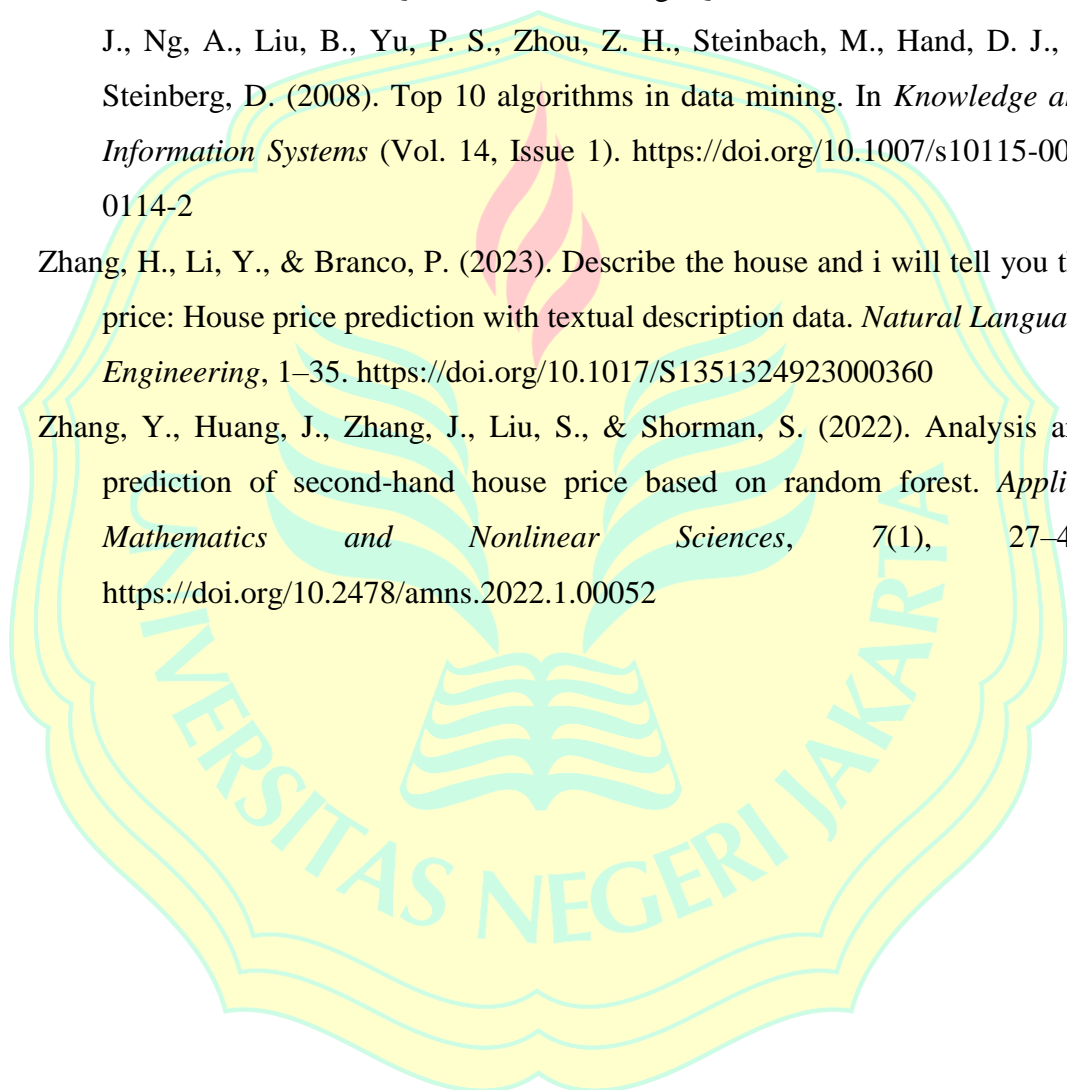 J., Ng, A., Liu, B., Yu, P. S., Zhou, Z. H., Steinbach, M., Hand, D. J.,
Steinberg, D. (2008). Top 10 algorithms in data mining. In Knowledge
Information Systems (Vol. 14, Issue 1). https://doi.org/10.1007/s10115-00
0114-2
Zhang, H., Li, Y., & Branco, P. (2023). Describe the house and i will tell you
price: House price prediction with textual description data. Natural
Engineering, 1–35. https://doi.org/10.1017/S1351324923000360
Zhang, Y., Huang, J., Zhang, J., Liu, S., & Shorman, S. (2022). Analysis
prediction of second-hand house price based on random forest.
Mathematics and Nonlinear Sciences, 7(1), 27–4
https://doi.org/10.2478/amns.2022.1.00052
UNIVERSITAS NEGERI JAKARTA